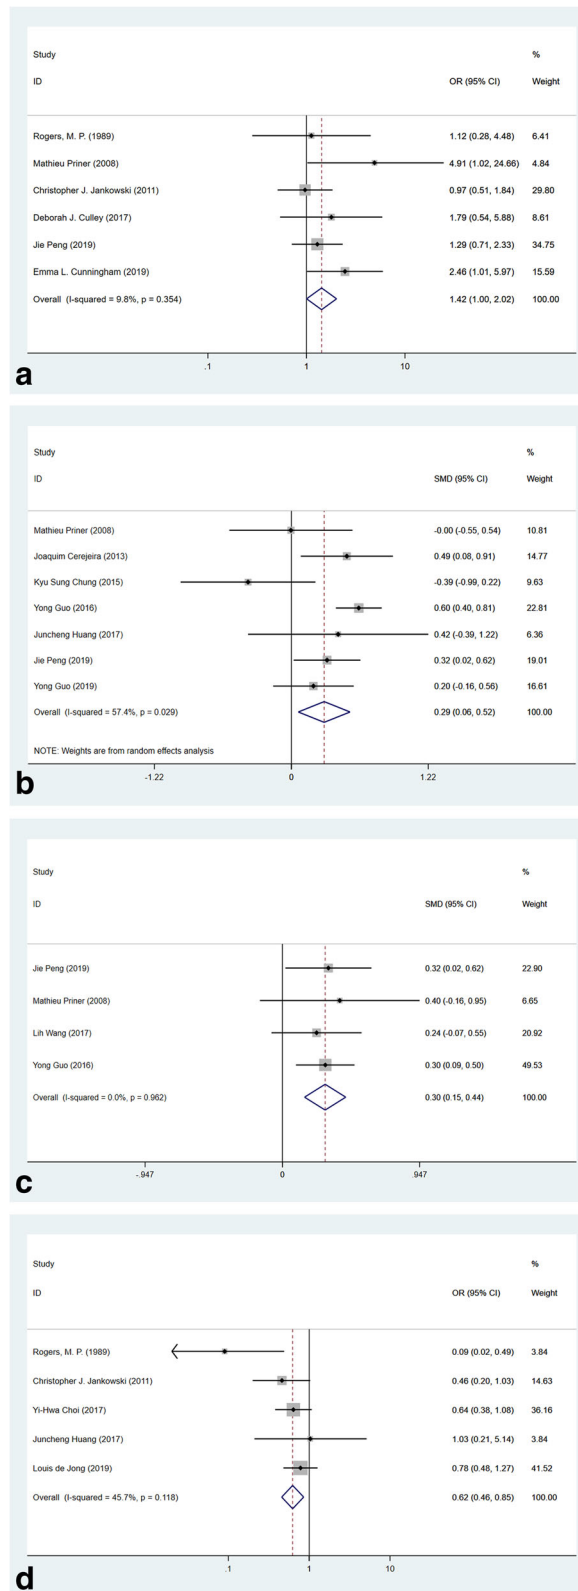 Study %
ID OR (95% CI) Weight
Rogers, M. P. (1989) 1.12 (0.28, 4.48) 6.41
Mathieu Priner (2008) 4.91 (1.02, 24.66) 4.84
Christopher J. Jankowski (2011) 0.97 (0.51, 1.84) 29.80
Deborah J. Culley (2017) 1.79 (0.54, 5.88) 8.61
Jie Peng (2019) 1.29 (0.71, 2.33) 34.75
Emma L. Cunningham (2019) 2.46 (1.01, 5.97) 15.59
Overall (I-squared = 9.8%, p = 0.354) 1.42 (1.00, 2.02) 100.00
.1 1 10
a
Study %
ID SMD (95% CI) Weight
Mathieu Priner (2008) -0.00 (-0.55, 0.54) 10.81
Joaquim Cerejeira (2013) 0.49 (0.08, 0.91) 14.77
Kyu Sung Chung (2015) -0.39 (-0.99, 0.22) 9.63
Yong Guo (2016) 0.60 (0.40, 0.81) 22.81
Juncheng Huang (2017) 0.42 (-0.39, 1.22) 6.36
Jie Peng (2019) 0.32 (0.02, 0.62) 19.01
Yong Guo (2019) 0.20 (-0.16, 0.56) 16.61
Overall (I-squared = 57.4%, p = 0.029) 0.29 (0.06, 0.52) 100.00
NOTE: Weights are from random effects analysis
-1.22 0 1.22
b
Study %
ID SMD (95% CI) Weight
Jie Peng (2019) 0.32 (0.02, 0.62) 22.90
Mathieu Priner (2008) 0.40 (-0.16, 0.95) 6.65
Lih Wang (2017) 0.24 (-0.07, 0.55) 20.92
Yong Guo (2016) 0.30 (0.09, 0.50) 49.53
Overall (I-squared = 0.0%, p = 0.962) 0.30 (0.15, 0.44) 100.00
-.947 0 .947
c
Study %
ID OR (95% CI) Weight
Rogers, M. P. (1989) 0.09 (0.02, 0.49) 3.84
Christopher J. Jankowski (2011) 0.46 (0.20, 1.03) 14.63
Yi-Hwa Choi (2017) 0.64 (0.38, 1.08) 36.16
Juncheng Huang (2017) 1.03 (0.21, 5.14) 3.84
Louis de Jong (2019) 0.78 (0.48, 1.27) 41.52
Overall (I-squared = 45.7%, p = 0.118) 0.62 (0.46, 0.85) 100.00
.1 1 10
d